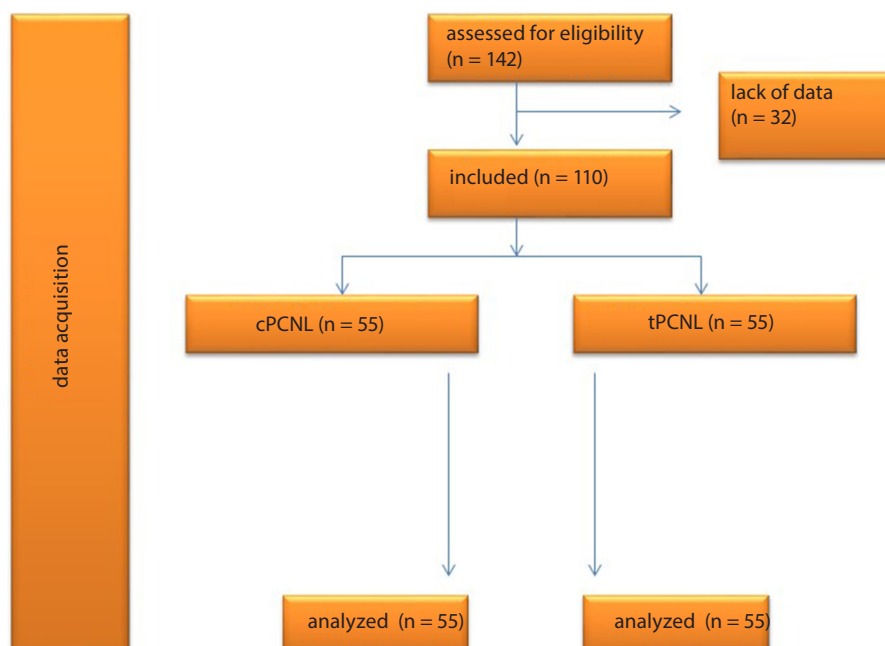 assessed for eligibility
(n = 142)
lack of data
(n = 32)
included (n = 110)
cPCNL (n = 55)
tPCNL (n = 55)
data acquisition
analyzed (n = 55)
analyzed (n = 55)